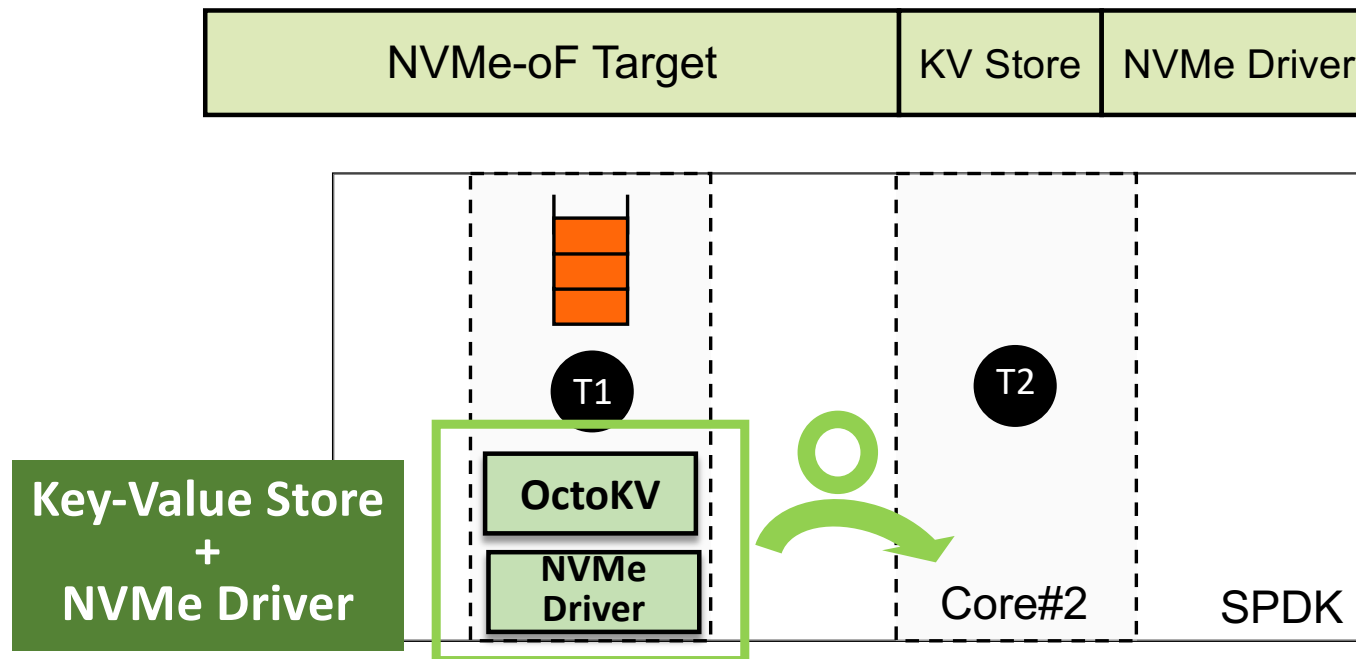 NVMe-oF Target
KV Store
NVMe Driver
T1
T2
Key-Value Store
+
NVMe Driver
OctoKV
NVMe
Driver
Core#2
SPDK